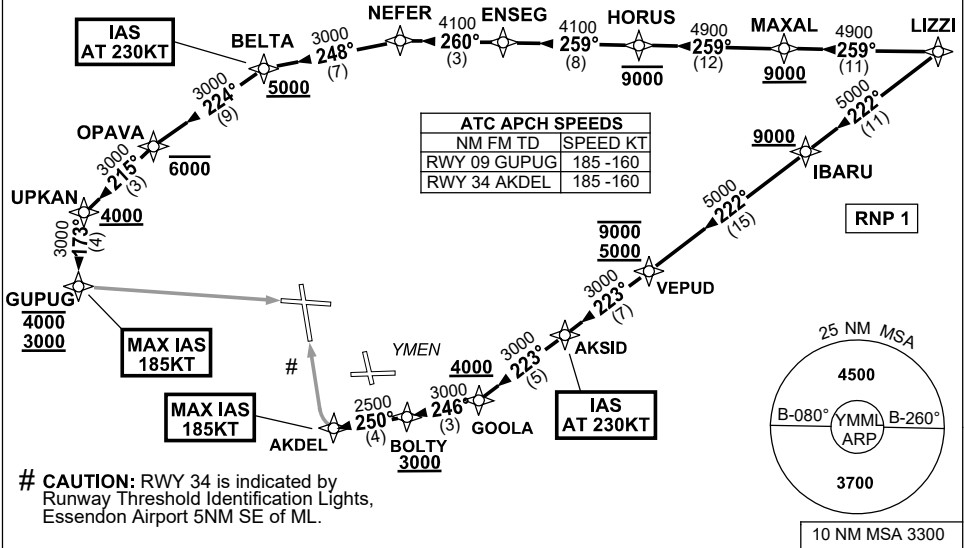 NEFER
4100
260°
(3)
ENSEG
4100
259°
(8)
HORUS
9000
4900
259°
(12)
MAXAL
9000
4900
259°
(11)
LIZZI
IAS
AT 230KT
BELTA
5000
3000
248°
(7)
3000
224°
(9)
OPAVA
6000
3000
215°
(3)
UPKAN
4000
3000
173°
(4)
GUPUG
4000
3000
MAX IAS
185KT
ATC APCH SPEEDS
NM FM TD SPEED KT
RWY 09 GUPUG 185 -160
RWY 34 AKDEL 185 -160
5000
222°
(11)
9000
IBARU
5000
222°
(15)
RNP 1
9000
5000
VEPUD
3000
223°
(7)
AKSID
IAS
AT 230KT
3000
223°
(5)
4000
GOOLA
3000
246°
(3)
BOLTY
3000
2500
250°
(4)
AKDEL
MAX IAS
185KT
#
YMEN
25 NM MSA
4500
B-080°
YMML
ARP
B-260°
3700
10 NM MSA 3300
# CAUTION: RWY 34 is indicated by
Runway Threshold Identification Lights,
Essendon Airport 5NM SE of ML.